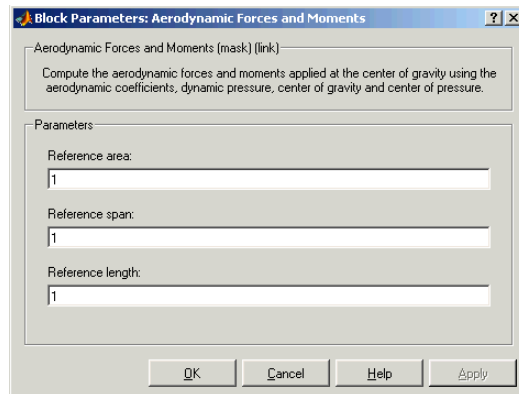 Block Parameters: Aerodynamic Forces and Moments
Aerodynamic Forces and Moments (mask) (link)
Compute the aerodynamic forces and moments applied at the center of gravity using the
aerodynamic coefficients, dynamic pressure, center of gravity and center of pressure.
Parameters
Reference area:
1
Reference span:
1
Reference length:
1
OK Cancel Help Apply